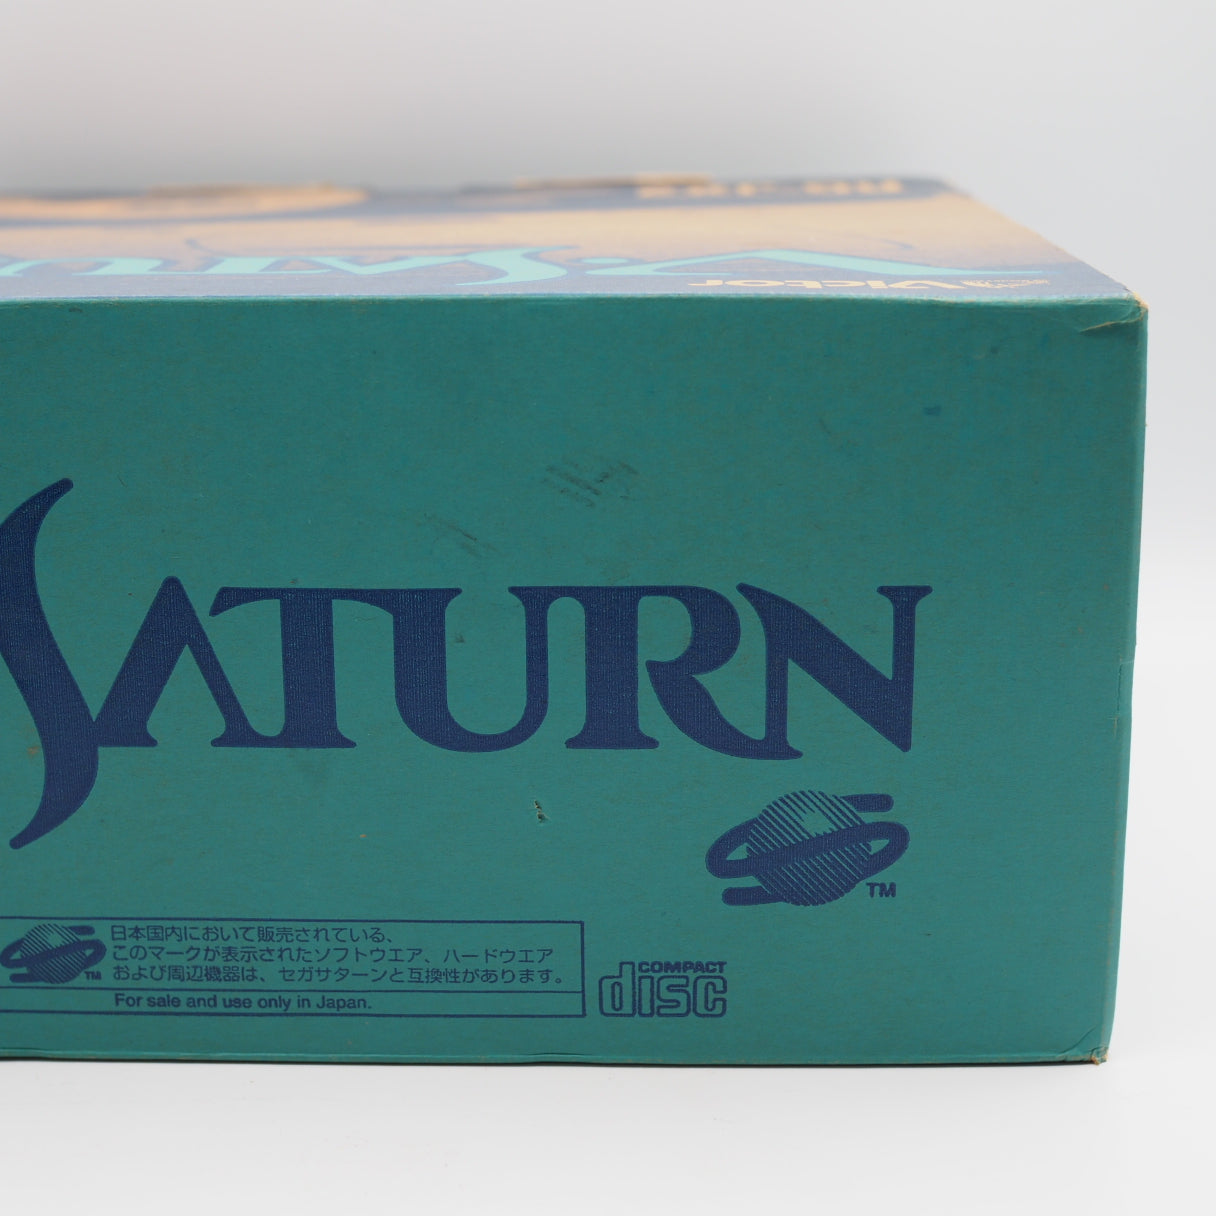 Victor
SATURN
TM
日本国内において販売されている、
このマークが表示されたソフトウエア、ハードウエア
TM
および周辺機器は、セガサターンと互換性があります。
For sale and use only in Japan.
COMPACT
disc